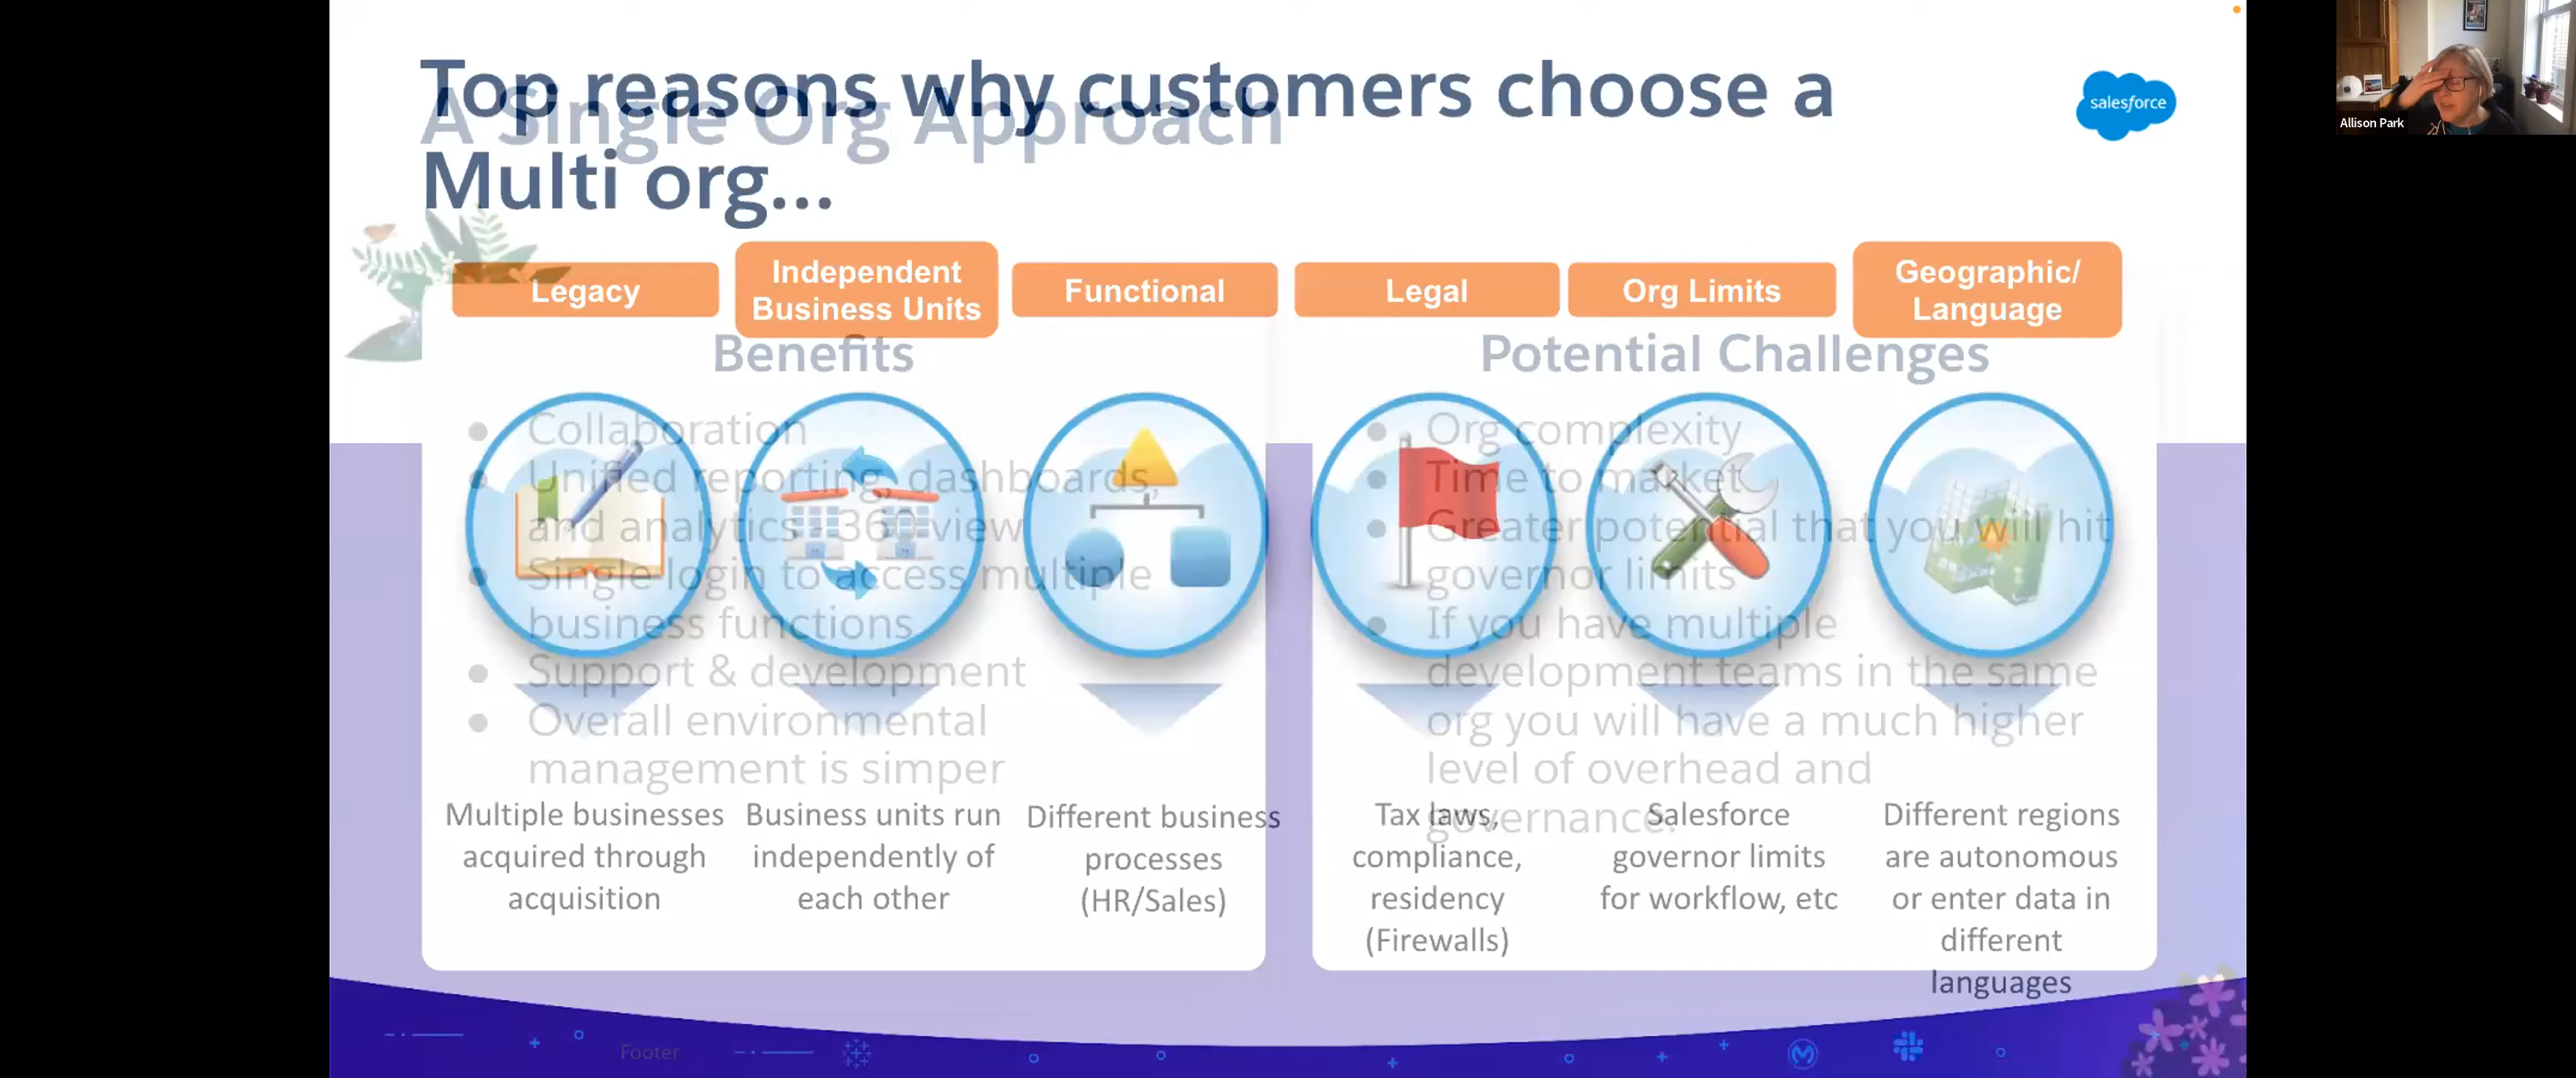 Top reasons why customers choose a
Multi org...
salesforce
Allison Park
Legacy
Independent
Business Units
Functional
Legal
Org Limits
Geographic/
Language
Multiple businesses
acquired through
acquisition
Business units run
independently of
each other
Different business
processes
(HR/Sales)
Tax laws,
compliance,
residency
(Firewalls)
Salesforce
governor limits
for workflow, etc
Different regions
are autonomous
or enter data in
different
languages
A Single Org Approach
Benefits
Collaboration
Unified reporting, dashboards,
and analytics - 360 view
Single login to access multiple
business functions
Support & development
Overall environmental
management is simper
Potential Challenges
Org complexity
Time to market
Greater potential that you will hit
governor limits
If you have multiple
development teams in the same
org you will have a much higher
level of overhead and
governance.
Footer